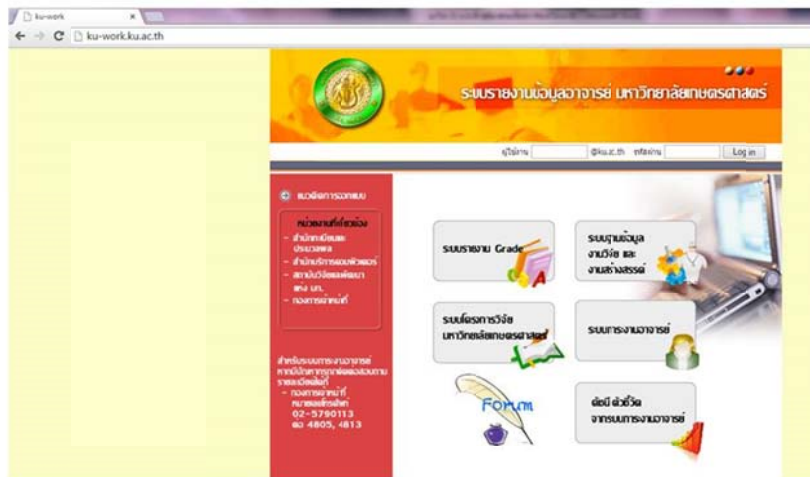 ku-work
ku-work.ku.ac.th
ระบบรายงานข้อมูลอาจารย์ มหาวิทยาลัยเกษตรศาสตร์
ผู้ใช้งาน @ku.ac.th รหัสผ่าน Log in
แนวคิดการออกแบบ
หน่วยงานที่เกี่ยวข้อง
- สำนักทะเบียนและ
ประมวลผล
- สำนักบริการคอมพิวเตอร์
- สถาบันวิจัยและพัฒนา
แห่ง มก.
- กองการเจ้าหน้าที่
สำหรับระบบภาระงานอาจารย์
หากมีปัญหากรุณาติดต่อสอบถาม
รายละเอียดได้ที่
- กองการเจ้าหน้าที่
หมายเลขโทรศัพท์
02-5790113
ต่อ 4805, 4813
ระบบรายงาน Grade
ระบบฐานข้อมูล
งานวิจัย และ
งานสร้างสรรค์
ระบบโครงการวิจัย
มหาวิทยาลัยเกษตรศาสตร์
ระบบภาระงานอาจารย์
Forum
ดัชนี ตัวชี้วัด
จากระบบภาระงานอาจารย์